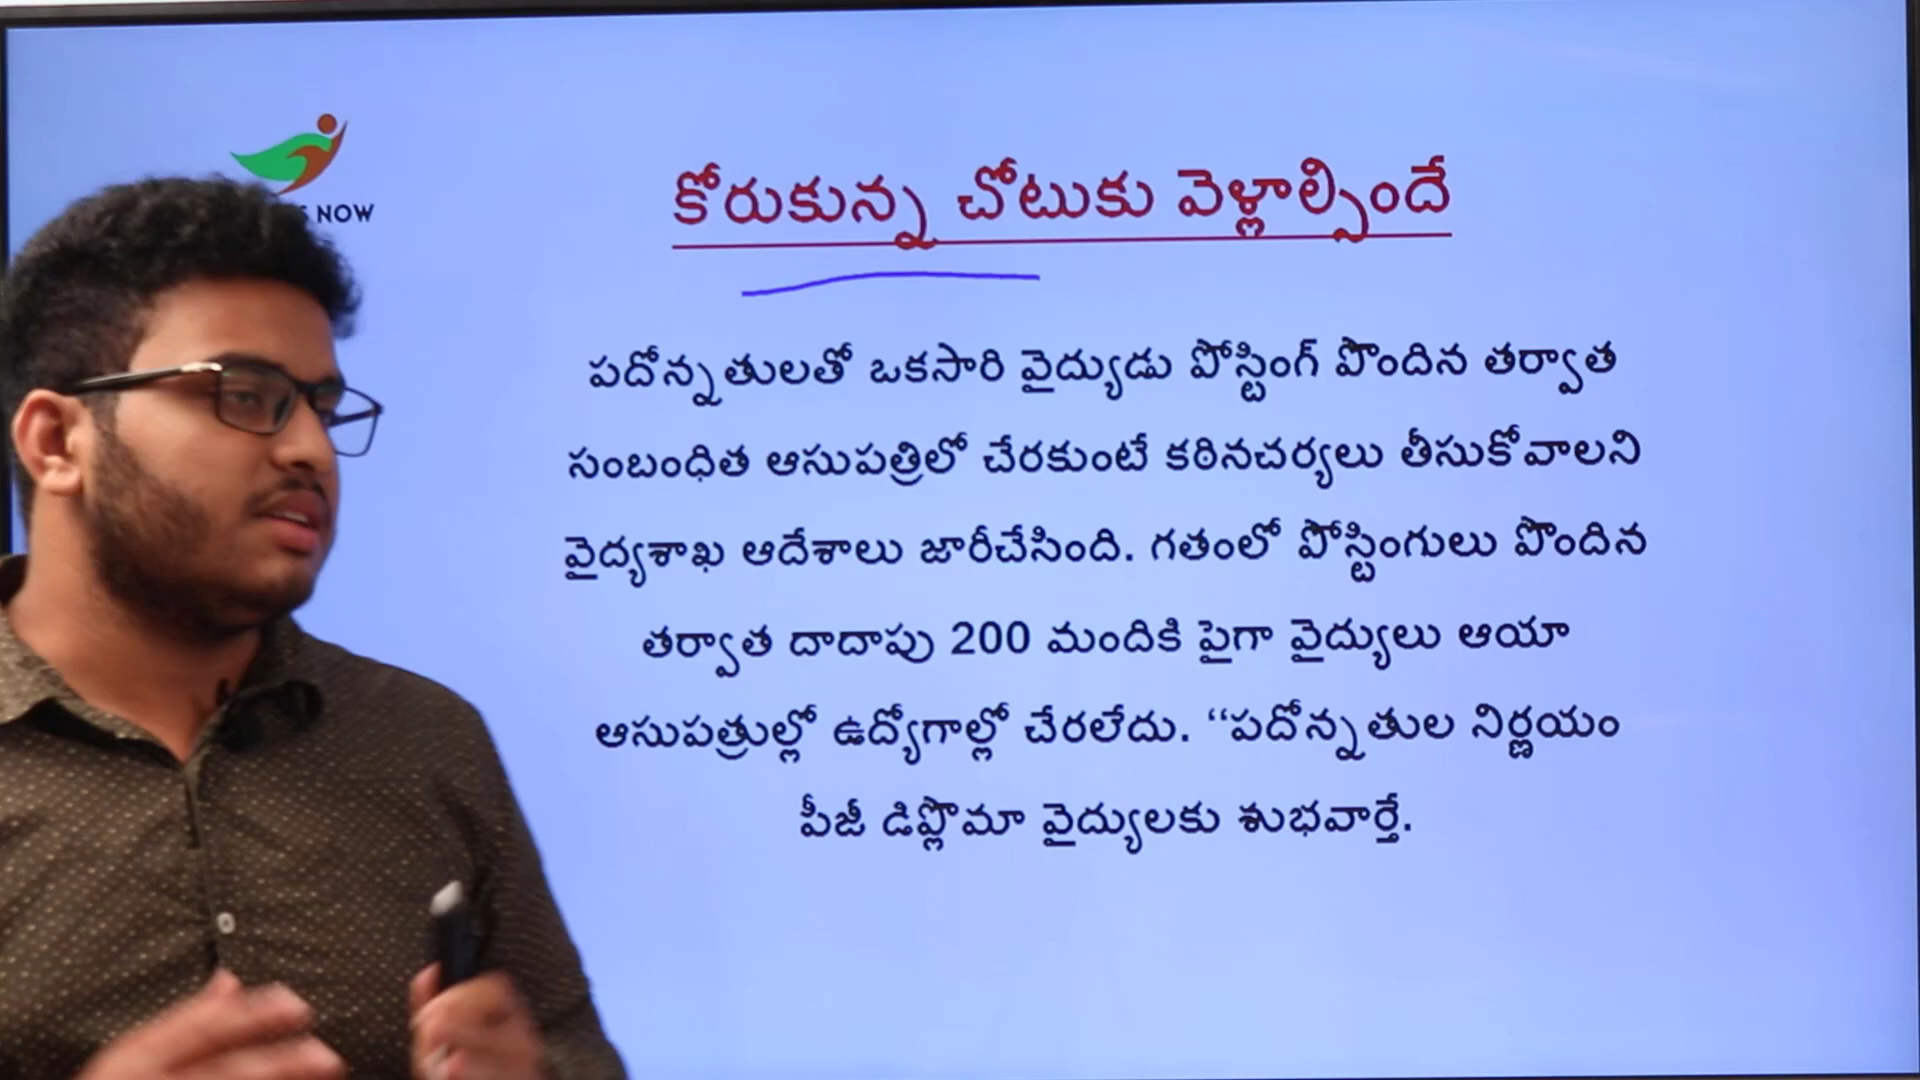 NOW
కోరుకున్న చోటుకు వెళ్లాల్సిందే
పదోన్నతులతో ఒకసారి వైద్యుడు పోస్టింగ్ పొందిన తర్వాత
సంబంధిత ఆసుపత్రిలో చేరకుంటే కఠినచర్యలు తీసుకోవాలని
వైద్యశాఖ ఆదేశాలు జారీచేసింది. గతంలో పోస్టింగులు పొందిన
తర్వాత దాదాపు 200 మందికి పైగా వైద్యులు ఆయా
ఆసుపత్రుల్లో ఉద్యోగాల్లో చేరలేదు. “పదోన్నతుల నిర్ణయం
పీజీ డిప్లొమా వైద్యులకు శుభవార్తే.